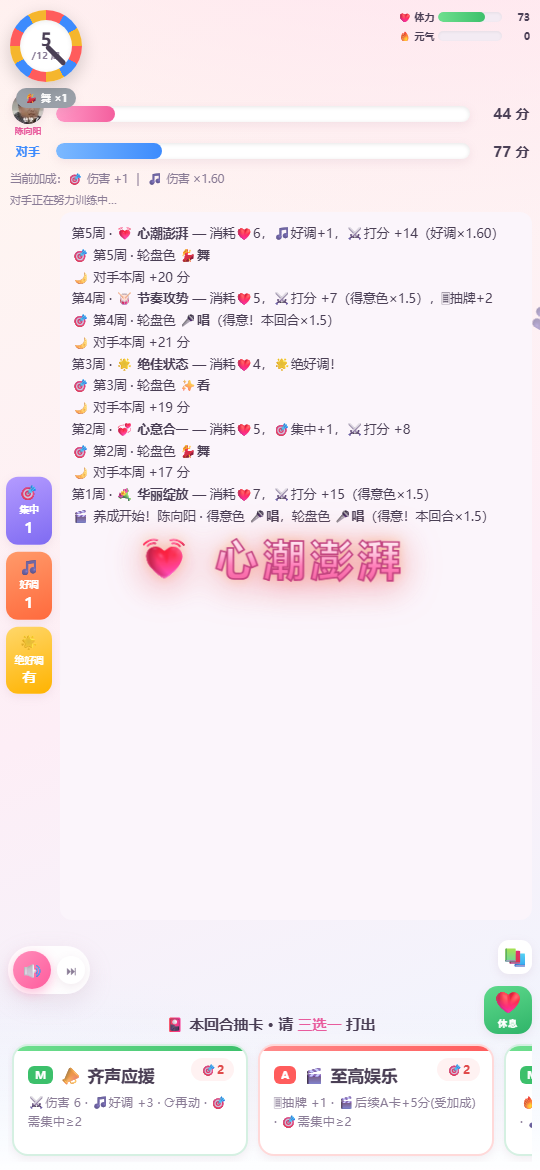 5
/12
体力 73
元气 0
舞 ×1
陈向阳
44 分
对手
77 分
当前加成: 伤害 +1 | 伤害 ×1.60
对手正在努力训练中...
第5周 · 心潮澎湃 — 消耗6, 好调+1, 打分 +14（好调×1.60）
第5周 · 轮盘色 舞
对手本周 +20 分
第4周 · 节奏攻势 — 消耗5, 打分 +7（得意色×1.5）, 抽牌+2
第4周 · 轮盘色 唱（得意! 本回合×1.5）
对手本周 +21 分
第3周 · 绝佳状态 — 消耗4, 绝好调!
第3周 · 轮盘色 香
对手本周 +19 分
第2周 · 心意合一 — 消耗5, 集中+1, 打分 +8
第2周 · 轮盘色 舞
对手本周 +17 分
第1周 · 华丽绽放 — 消耗7, 打分 +15（得意色×1.5）
养成开始! 陈向阳 · 得意色 唱, 轮盘色 唱（得意! 本回合×1.5）
心潮澎湃
集中
1
好调
1
绝好调
有
休息
本回合抽卡 • 请 三选一 打出
M 齐声应援 2
伤害 6 · 好调 +3 · 再动 ·
需集中≥2
A 至高娱乐 2
抽牌 +1 · 后续A卡+5分(受加成)
· 需集中≥2